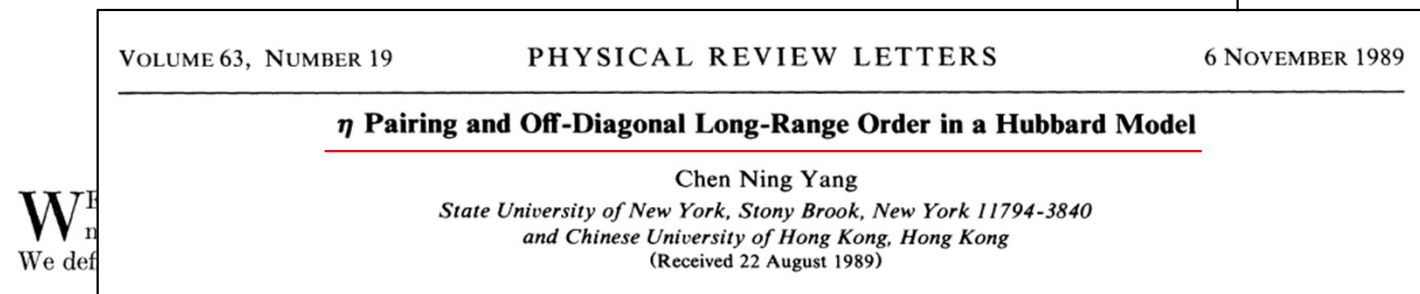 VOLUME 63, NUMBER 19 PHYSICAL REVIEW LETTERS 6 NOVEMBER 1989
η Pairing and Off-Diagonal Long-Range Order in a Hubbard Model
Chen Ning Yang
State University of New York, Stony Brook, New York 11794-3840
and Chinese University of Hong Kong, Hong Kong
(Received 22 August 1989)
We def